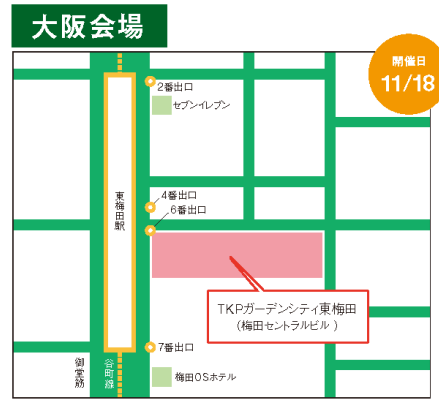 大阪会場
開催日
11/18
2番出口
セブンイレブン
東梅田駅
4番出口
6番出口
TKPガーデンシティ東梅田
(梅田セントラルビル)
7番出口
御堂筋
谷町線
梅田OSホテル